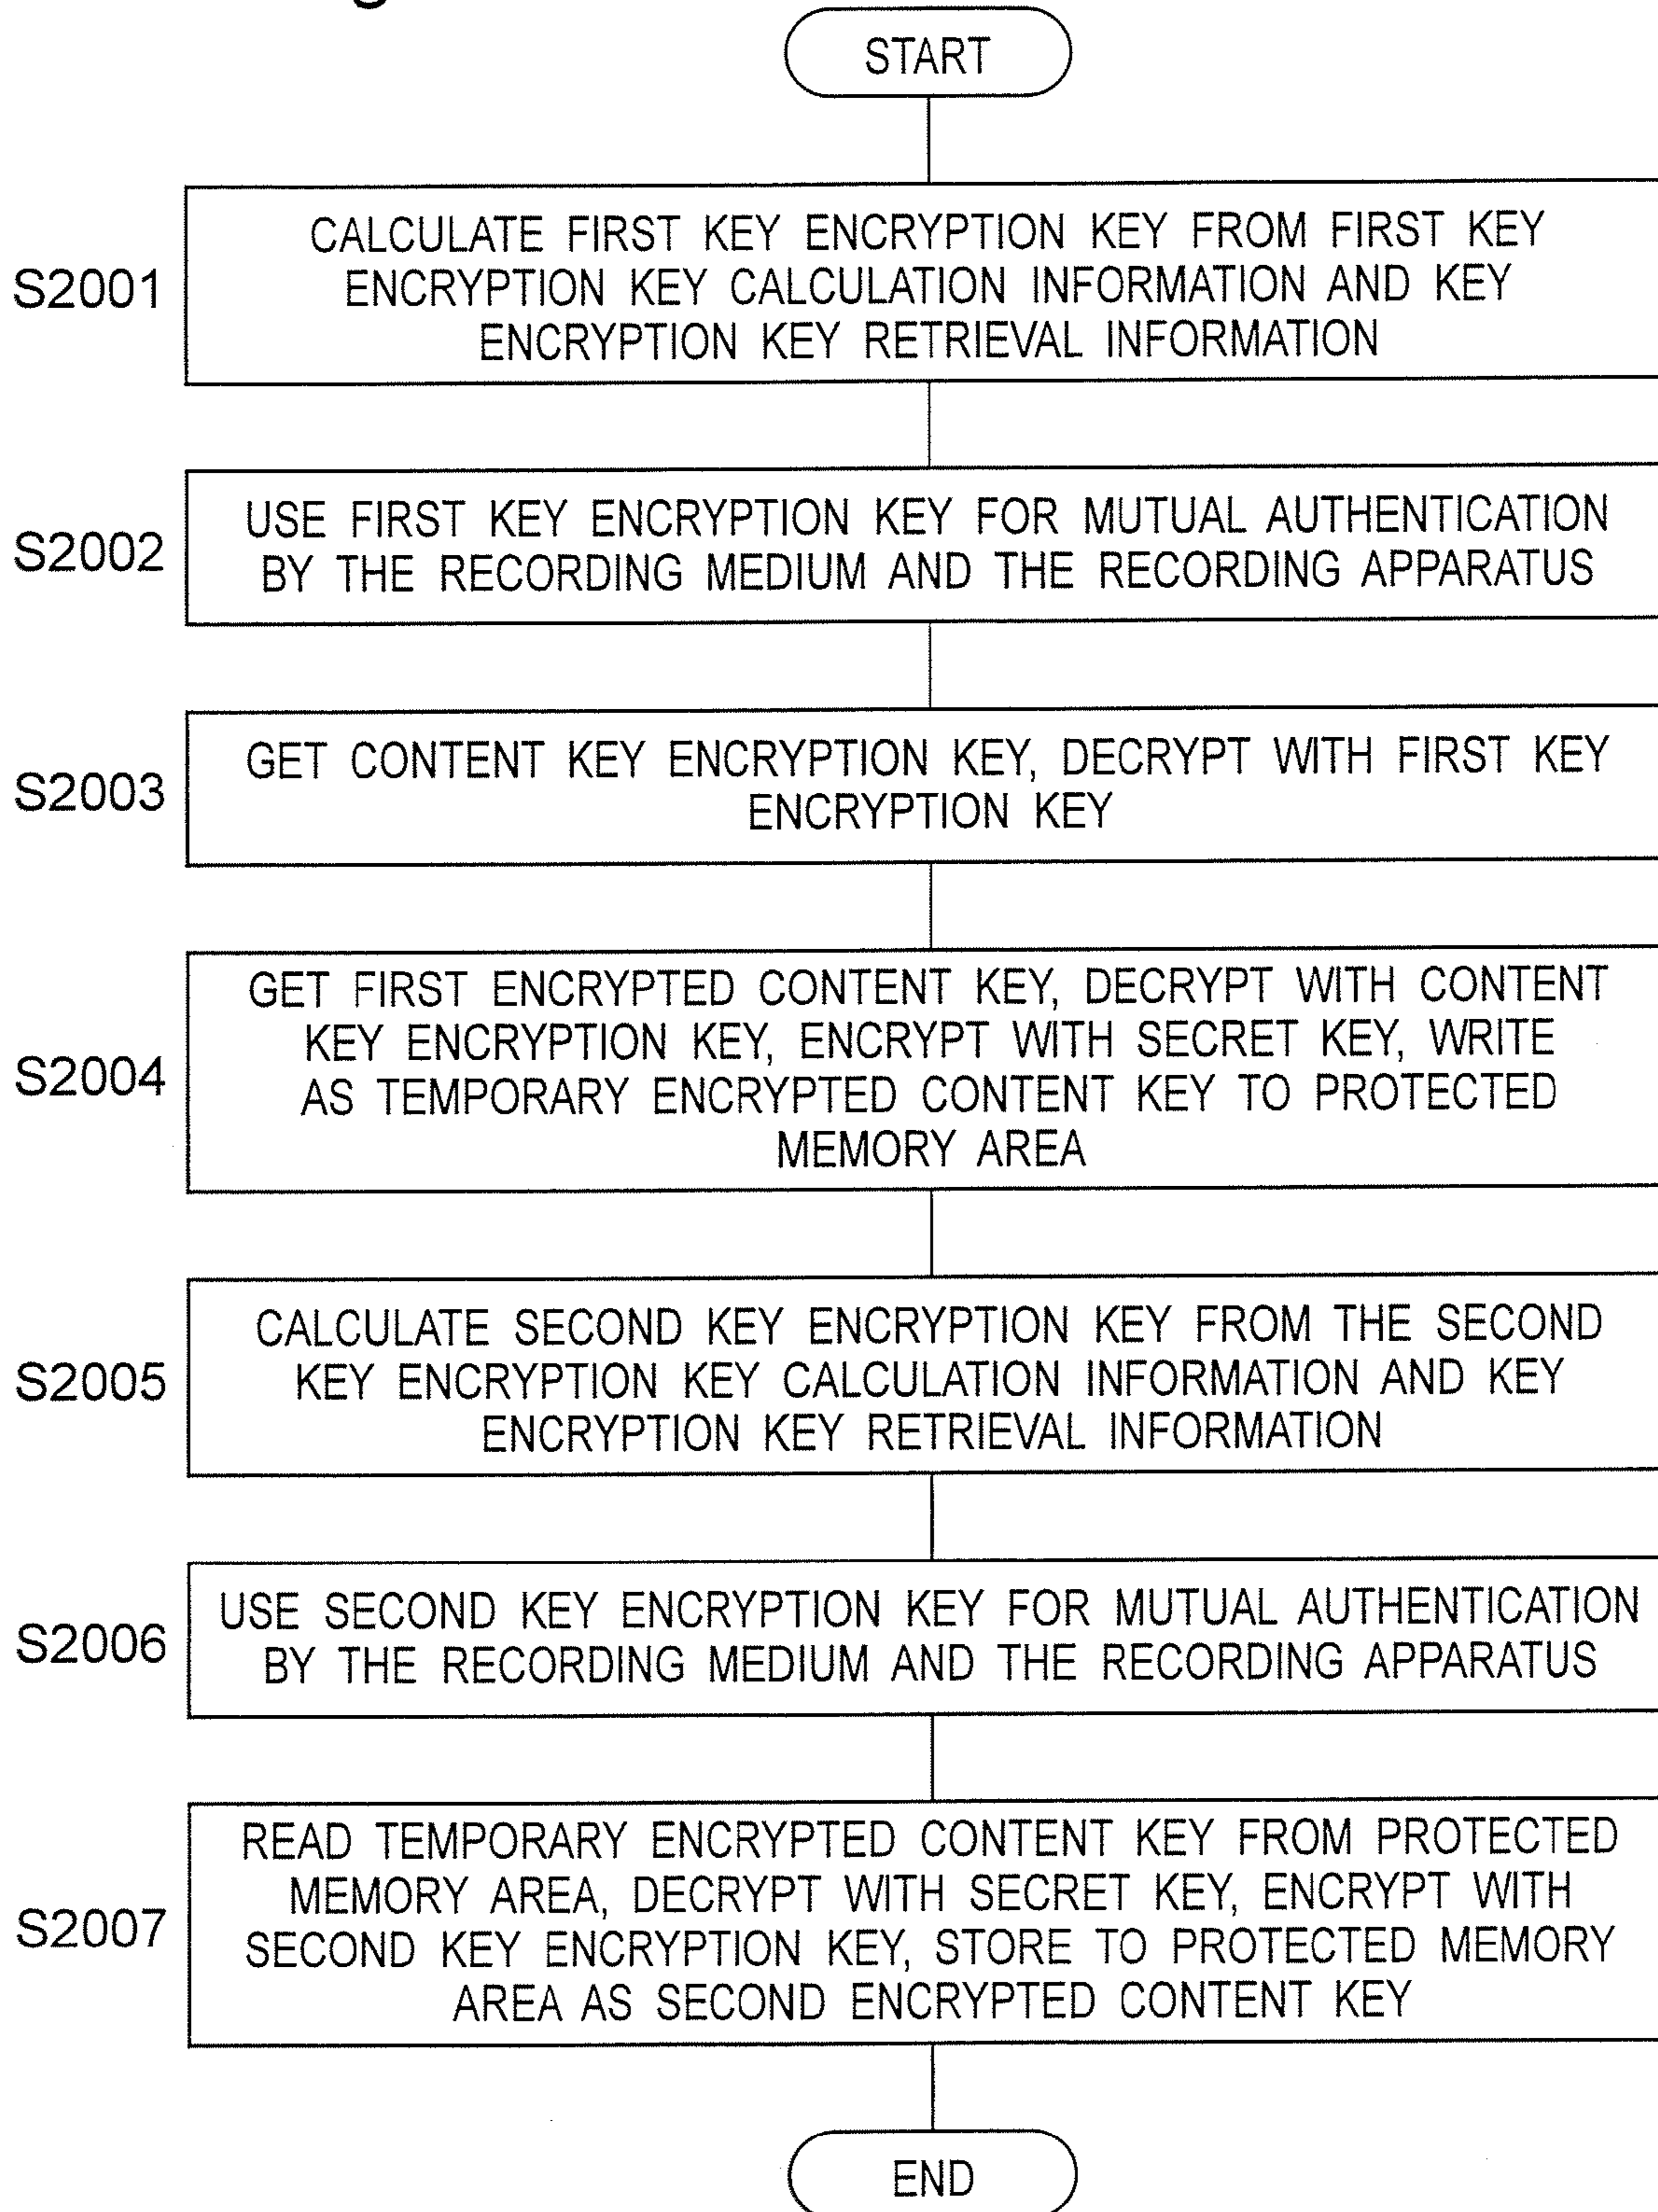 START
S2001
CALCULATE FIRST KEY ENCRYPTION KEY FROM FIRST KEY
ENCRYPTION KEY CALCULATION INFORMATION AND KEY
ENCRYPTION KEY RETRIEVAL INFORMATION
S2002
USE FIRST KEY ENCRYPTION KEY FOR MUTUAL AUTHENTICATION
BY THE RECORDING MEDIUM AND THE RECORDING APPARATUS
S2003
GET CONTENT KEY ENCRYPTION KEY, DECRYPT WITH FIRST KEY
ENCRYPTION KEY
S2004
GET FIRST ENCRYPTED CONTENT KEY, DECRYPT WITH CONTENT
KEY ENCRYPTION KEY, ENCRYPT WITH SECRET KEY, WRITE
AS TEMPORARY ENCRYPTED CONTENT KEY TO PROTECTED
MEMORY AREA
S2005
CALCULATE SECOND KEY ENCRYPTION KEY FROM THE SECOND
KEY ENCRYPTION KEY CALCULATION INFORMATION AND KEY
ENCRYPTION KEY RETRIEVAL INFORMATION
S2006
USE SECOND KEY ENCRYPTION KEY FOR MUTUAL AUTHENTICATION
BY THE RECORDING MEDIUM AND THE RECORDING APPARATUS
S2007
READ TEMPORARY ENCRYPTED CONTENT KEY FROM PROTECTED
MEMORY AREA, DECRYPT WITH SECRET KEY, ENCRYPT WITH
SECOND KEY ENCRYPTION KEY, STORE TO PROTECTED MEMORY
AREA AS SECOND ENCRYPTED CONTENT KEY
END